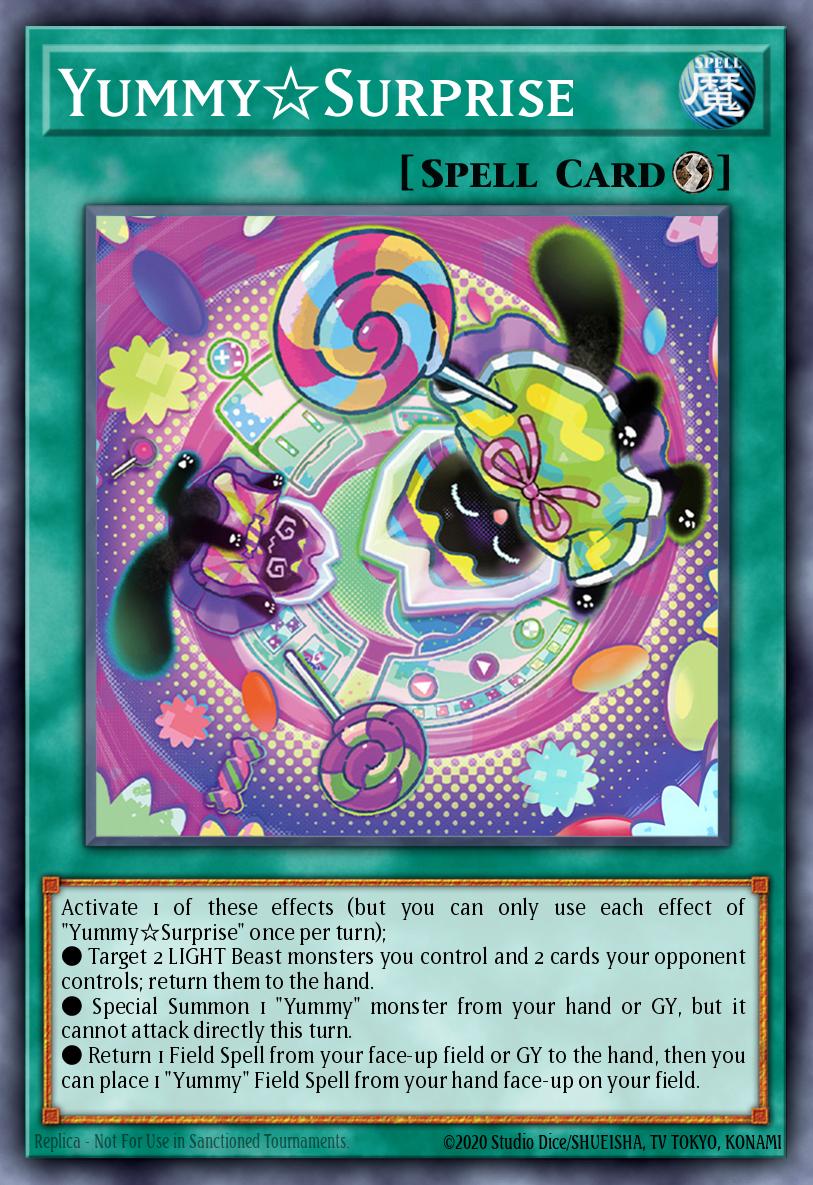 Yummy☆Surprise
SPELL
魔
[Spell Card]
Activate 1 of these effects (but you can only use each effect of
"Yummy☆Surprise" once per turn);
● Target 2 LIGHT Beast monsters you control and 2 cards your opponent
controls; return them to the hand.
● Special Summon 1 "Yummy" monster from your hand or GY, but it
cannot attack directly this turn.
● Return 1 Field Spell from your face-up field or GY to the hand, then you
can place 1 "Yummy" Field Spell from your hand face-up on your field.
Replica - Not For Use in Sanctioned Tournaments.
©2020 Studio Dice/SHUEISHA, TV TOKYO, KONAMI